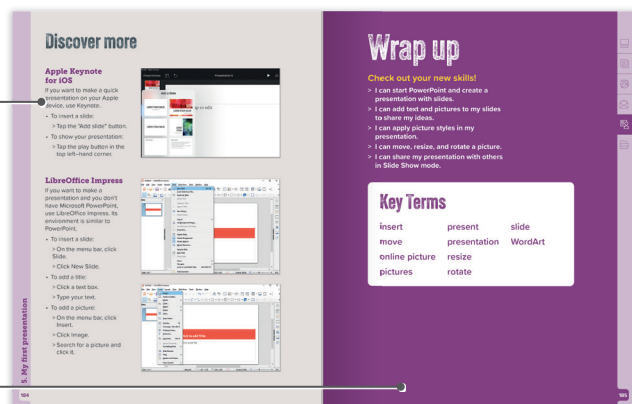 Discover more
Apple Keynote
for iOS
If you want to make a quick
presentation on your Apple
device, use Keynote.
• To insert a slide:
> Tap the "Add slide" button.
• To show your presentation:
> Tap the play button in the
top left-hand corner.
LibreOffice Impress
If you want to make a
presentation and you don't
have Microsoft PowerPoint,
use LibreOffice Impress. Its
environment is similar to
PowerPoint.
• To insert a slide:
> On the menu bar, click
Slide.
> Click New Slide.
• To add a title:
> Click a text box.
> Type your text.
• To add a picture:
> On the menu bar, click
Insert.
> Click Image.
> Search for a picture and
click it.
5. My first presentation
184
Wrap up
Check out your new skills!
> I can start PowerPoint and create a
presentation with slides.
> I can add text and pictures to my slides
to share my ideas.
> I can apply picture styles in my
presentation.
> I can move, resize, and rotate a picture.
> I can share my presentation with others
in Slide Show mode.
Key Terms
insert present slide
move presentation WordArt
online picture resize
pictures rotate
185